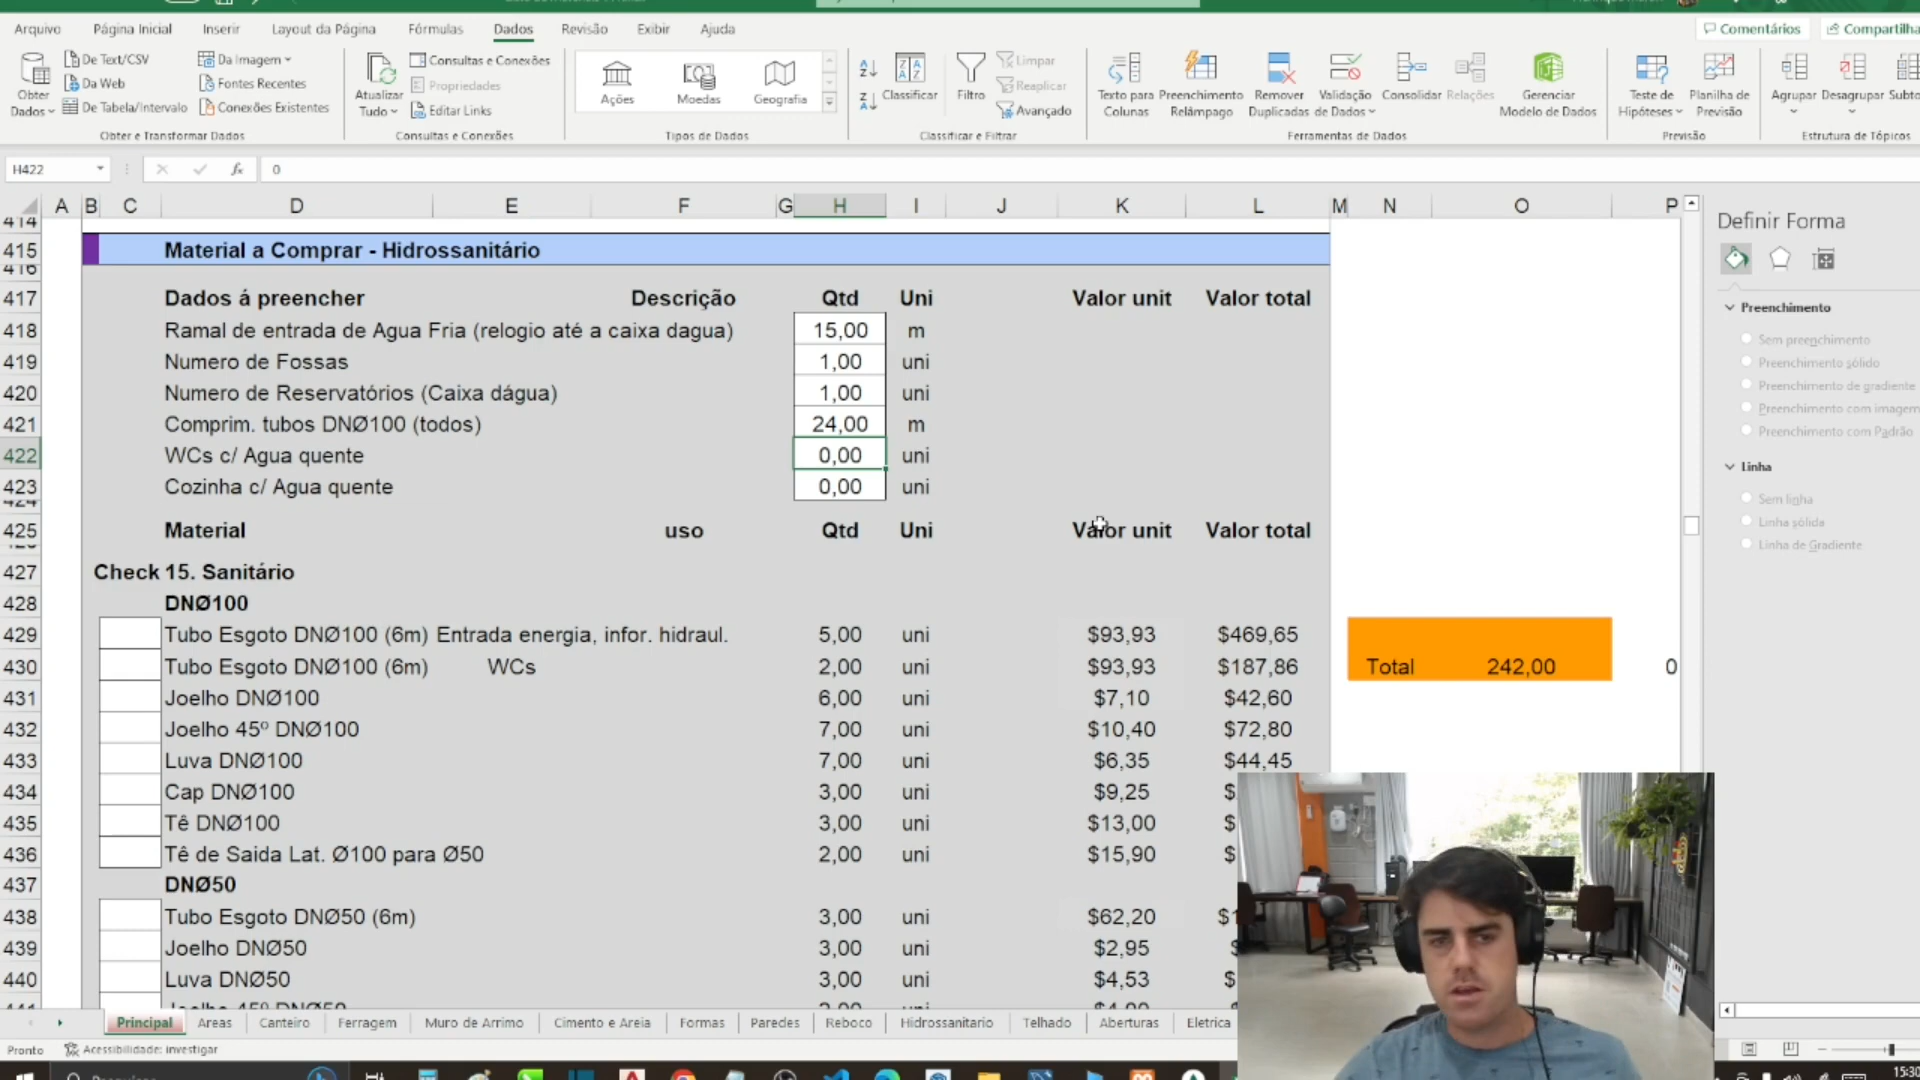 Arquivo Página Inicial Inserir Layout da Página Fórmulas Dados Revisão Exibir Ajuda Comentários Compartilha
De Text/CSV Da Imagem Consultas e Conexões Limpar
Da Web Fontes Recentes Propriedades Reaplicar
De Tabela/Intervalo Conexões Existentes Editar Links Avançado
Obter Dados Atualizar Tudo Ações Moedas Geografia Classificar Filtro Texto para Colunas Preenchimento Relâmpago Remover Duplicadas Validação de Dados Consolidar Relações Gerenciar Modelo de Dados Teste de Hipóteses Planilha de Previsão Agrupar Desagrupar Subto
Obter e Transformar Dados Consultas e Conexões Tipos de Dados Classificar e Filtrar Ferramentas de Dados Previsão Estrutura de Tópicos
H422 fx 0
A B C D E F G H I J K L M N O P
414
415 Material a Comprar - Hidrossanitário
416
417 Dados á preencher Descrição Qtd Uni Valor unit Valor total
418 Ramal de entrada de Agua Fria (relogio até a caixa dagua) 15,00 m
419 Numero de Fossas 1,00 uni
420 Numero de Reservatórios (Caixa dágua) 1,00 uni
421 Comprim. tubos DNØ100 (todos) 24,00 m
422 WCs c/ Agua quente 0,00 uni
423 Cozinha c/ Agua quente 0,00 uni
424
425 Material uso Qtd Uni Valor unit Valor total
427 Check 15. Sanitário
428 DNØ100
429 Tubo Esgoto DNØ100 (6m) Entrada energia, infor. hidraul. 5,00 uni $93,93 $469,65
430 Tubo Esgoto DNØ100 (6m) WCs 2,00 uni $93,93 $187,86 Total 242,00 0
431 Joelho DNØ100 6,00 uni $7,10 $42,60
432 Joelho 45º DNØ100 7,00 uni $10,40 $72,80
433 Luva DNØ100 7,00 uni $6,35 $44,45
434 Cap DNØ100 3,00 uni $9,25 $
435 Tê DNØ100 3,00 uni $13,00 $
436 Tê de Saida Lat. Ø100 para Ø50 2,00 uni $15,90 $
437 DNØ50
438 Tubo Esgoto DNØ50 (6m) 3,00 uni $62,20 $1
439 Joelho DNØ50 3,00 uni $2,95
440 Luva DNØ50 3,00 uni $4,53 $
Definir Forma
Preenchimento
Sem preenchimento
Preenchimento sólido
Preenchimento de gradiente
Preenchimento com imagem
Preenchimento com Padrão
Linha
Sem linha
Linha sólida
Linha de Gradiente
Principal Areas Canteiro Ferragem Muro de Arrimo Cimento e Areia Formas Paredes Reboco Hidrossanitario Telhado Aberturas Eletrica
Pronto Acessibilidade: investigar
15:30